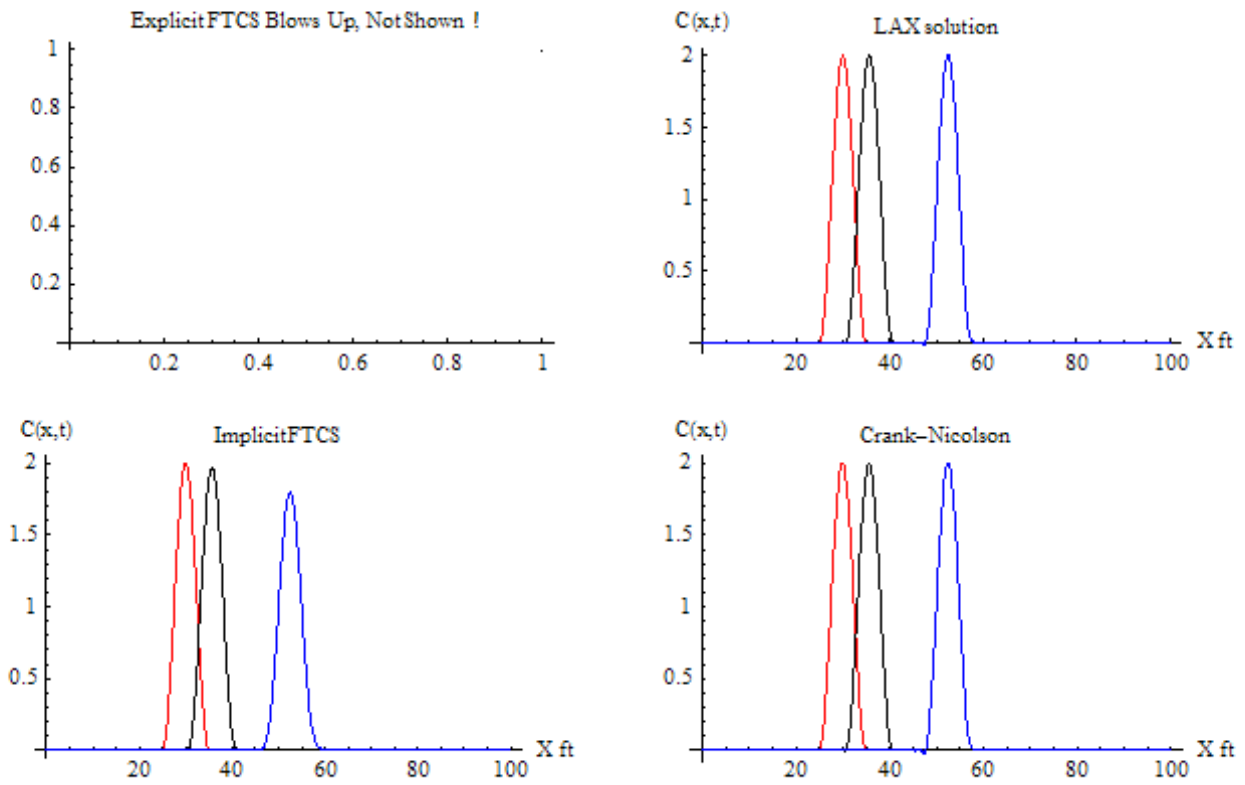 Explicit FTCS Blows Up, Not Shown !
1
0.8
0.6
0.4
0.2
0.2 0.4 0.6 0.8 1
C(x,t)
LAX solution
2
1.5
1
0.5
20 40 60 80 100
X ft
C(x,t)
Implicit FTCS
2
1.5
1
0.5
20 40 60 80 100
X ft
C(x,t)
Crank–Nicolson
2
1.5
1
0.5
20 40 60 80 100
X ft